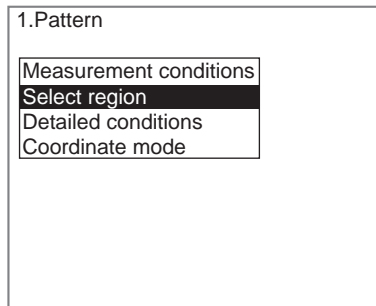 1.Pattern
Measurement conditions
Select region
Detailed conditions
Coordinate mode